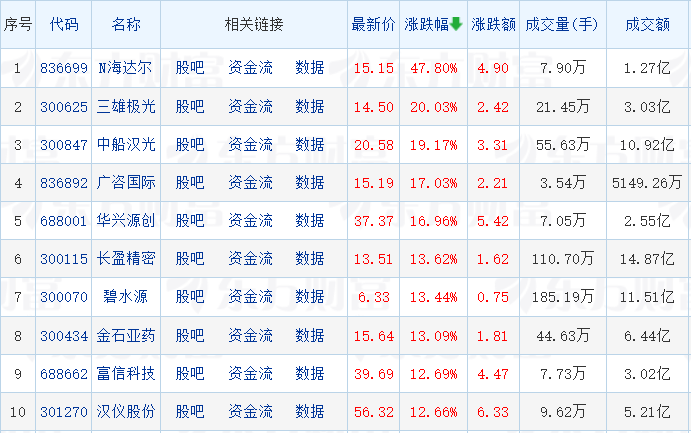 序号 代码 名称 相关链接 最新价 涨跌幅 涨跌额 成交量(手) 成交额
1 836699 N海达尔 股吧 资金流 数据 15.15 47.80% 4.90 7.90万 1.27亿
2 300625 三雄极光 股吧 资金流 数据 14.50 20.03% 2.42 21.45万 3.03亿
3 300847 中船汉光 股吧 资金流 数据 20.58 19.17% 3.31 55.63万 10.92亿
4 836892 广咨国际 股吧 资金流 数据 15.19 17.03% 2.21 3.54万 5149.26万
5 688001 华兴源创 股吧 资金流 数据 37.37 16.96% 5.42 7.05万 2.55亿
6 300115 长盈精密 股吧 资金流 数据 13.51 13.62% 1.62 110.70万 14.87亿
7 300070 碧水源 股吧 资金流 数据 6.33 13.44% 0.75 185.19万 11.51亿
8 300434 金石亚药 股吧 资金流 数据 15.64 13.09% 1.81 44.63万 6.44亿
9 688662 富信科技 股吧 资金流 数据 39.69 12.69% 4.47 7.73万 3.02亿
10 301270 汉仪股份 股吧 资金流 数据 56.32 12.66% 6.33 9.62万 5.21亿